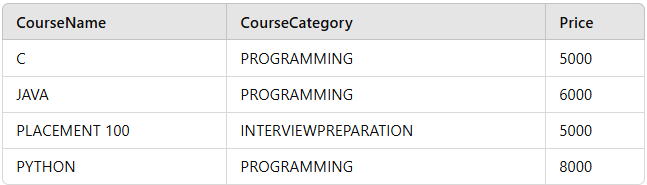 CourseName CourseCategory Price
C PROGRAMMING 5000
JAVA PROGRAMMING 6000
PLACEMENT 100 INTERVIEWPREPARATION 5000
PYTHON PROGRAMMING 8000